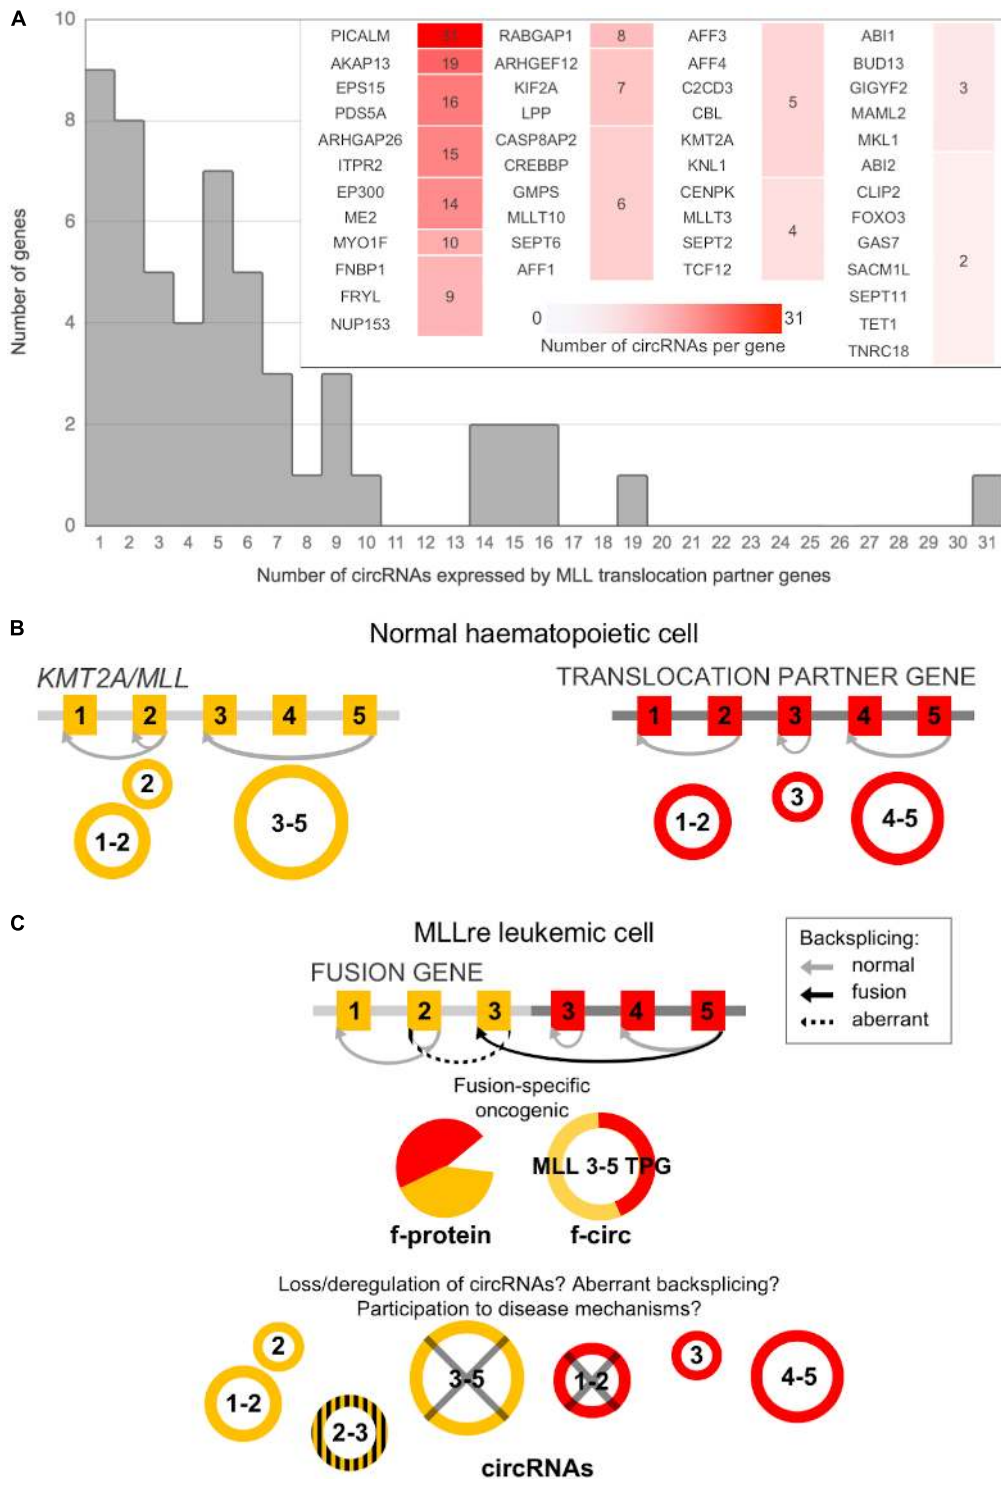 A
10
8
6
4
2
0
Number of genes
PICALM 31 RABGAP1 8 AFF3 ABI1
AKAP13 19 ARHGEF12 AFF4 BUD13
EPS15 KIF2A 7 C2CD3 GIGYF2 3
PDS5A 16 LPP CBL 5 MAML2
ARHGAP26 CASP8AP2 KMT2A MKL1
ITPR2 15 CREBBP KNL1 ABI2
EP300 GMPS CENPK CLIP2
ME2 14 MLLT10 6 MLLT3 FOXO3
MYO1F 10 SEPT6 SEPT2 4 GAS7
FNBP1 AFF1 TCF12 SACM1L 2
FRYL 9 SEPT11
NUP153 TET1
TNRC18
0 31
Number of circRNAs per gene
1 2 3 4 5 6 7 8 9 10 11 12 13 14 15 16 17 18 19 20 21 22 23 24 25 26 27 28 29 30 31
Number of circRNAs expressed by MLL translocation partner genes
B
Normal haematopoietic cell
KMT2A/MLL
1 2 3 4 5
2
1-2
3-5
TRANSLOCATION PARTNER GENE
1 2 3 4 5
1-2
3
4-5
C
MLLre leukemic cell
FUSION GENE
1 2 3 3 4 5
Backsplicing:
normal
fusion
aberrant
Fusion-specific
oncogenic
MLL 3-5 TPG
f-protein f-circ
Loss/deregulation of circRNAs? Aberrant backsplicing?
Participation to disease mechanisms?
2
1-2
2-3
3-5
1-2
3
4-5
circRNAs